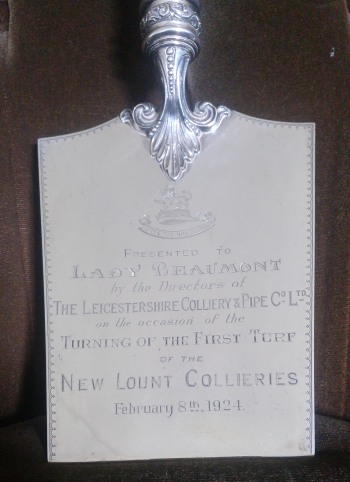 PRESENTED TO
LADY BEAUMONT
by the Directors of
THE LEICESTERSHIRE COLLIERY & PIPE Co. LTD.
on the occasion of the
TURNING OF THE FIRST TURF
OF THE
NEW LOUNT COLLIERIES
February 8th, 1924.